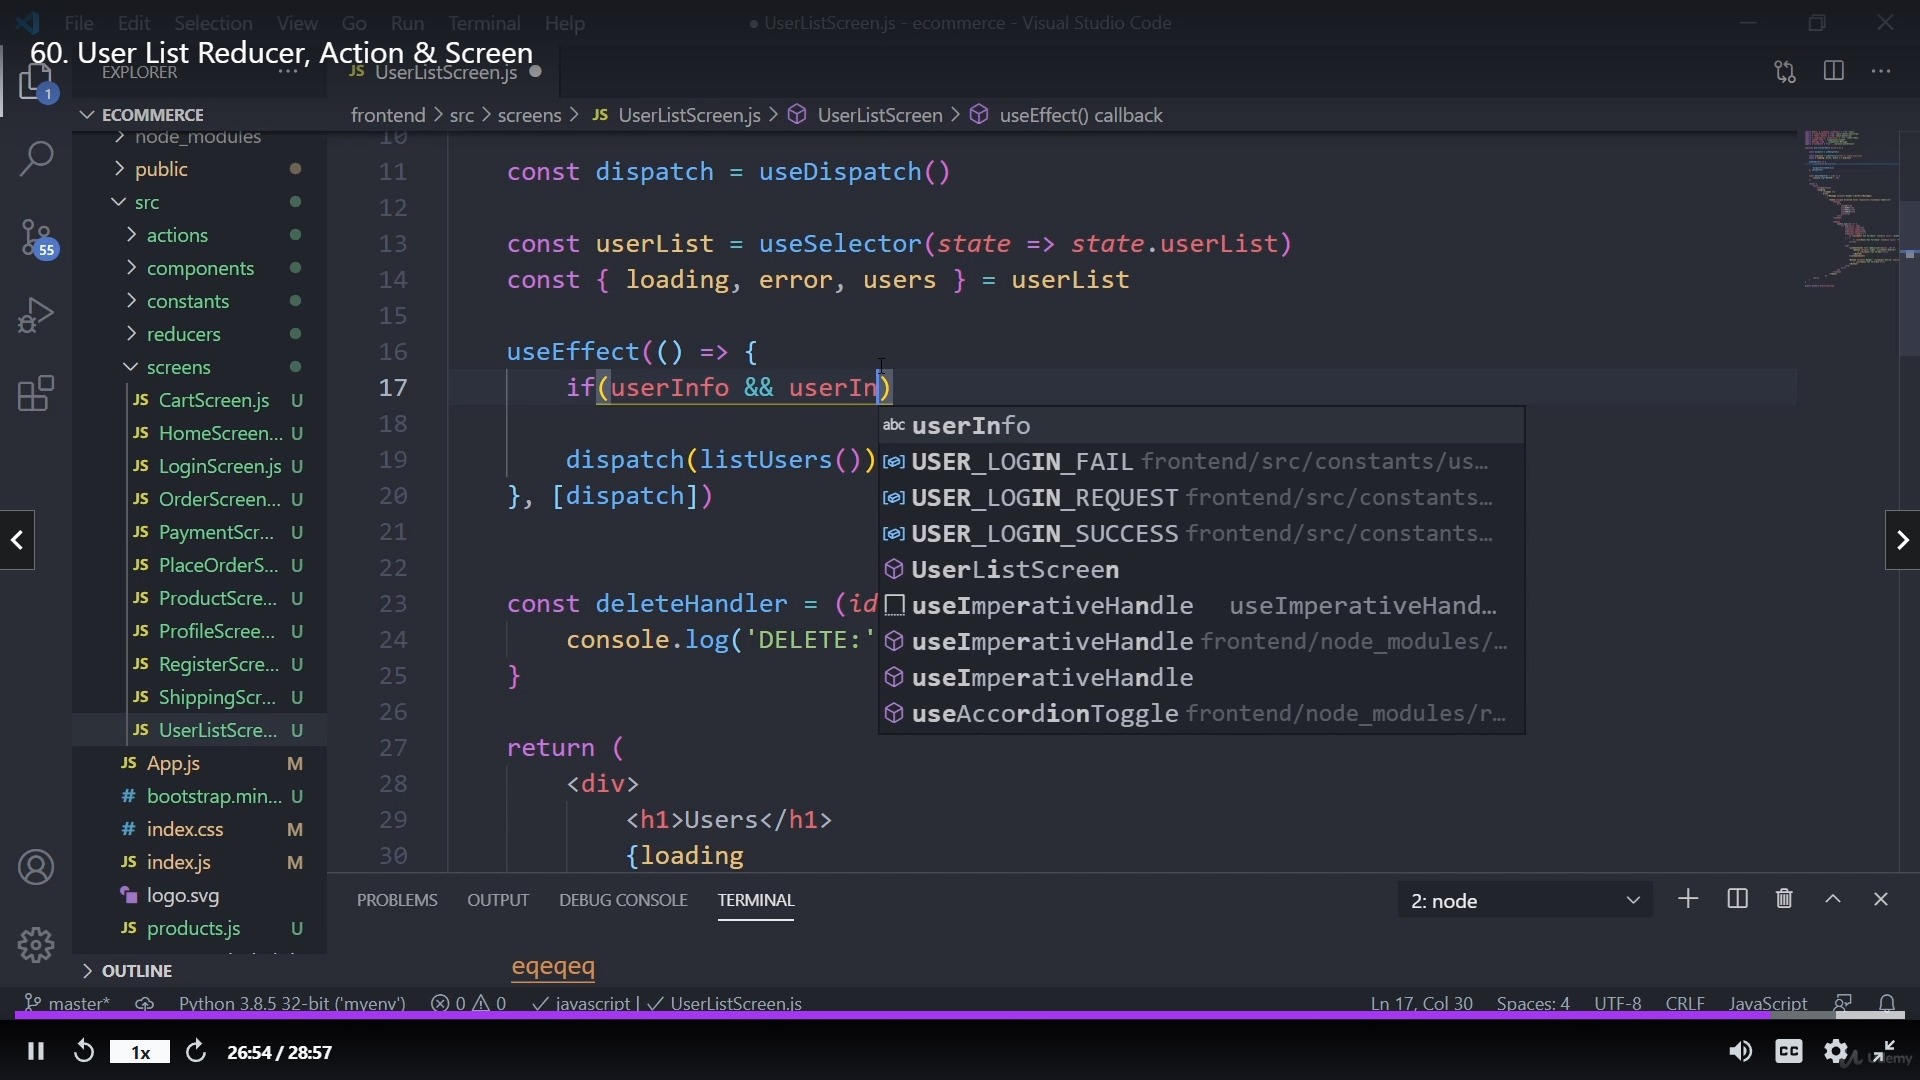 File Edit Selection View Go Run Terminal Help
● UserListScreen.js - ecommerce - Visual Studio Code
60. User List Reducer, Action & Screen
EXPLORER
JS UserListScreen.js
1
ECOMMERCE
frontend > src > screens > JS UserListScreen.js > UserListScreen > useEffect() callback
node_modules
public
src
actions
components
constants
reducers
screens
JS CartScreen.js U
JS HomeScreen... U
JS LoginScreen.js U
JS OrderScreen... U
JS PaymentScr... U
JS PlaceOrderS... U
JS ProductScre... U
JS ProfileScree... U
JS RegisterScre... U
JS ShippingScr... U
JS UserListScre... U
JS App.js M
# bootstrap.min... U
# index.css M
JS index.js M
logo.svg
JS products.js U
OUTLINE
55
10
11 const dispatch = useDispatch()
12
13 const userList = useSelector(state => state.userList)
14 const { loading, error, users } = userList
15
16 useEffect(() => {
17 if(userInfo && userIn)
18
19 dispatch(listUsers())
20 }, [dispatch])
21
22
23 const deleteHandler = (id
24 console.log('DELETE:'
25 }
26
27 return (
28 <div>
29 <h1>Users</h1>
30 {loading
abc userInfo
USER_LOGIN_FAIL frontend/src/constants/us...
USER_LOGIN_REQUEST frontend/src/constants...
USER_LOGIN_SUCCESS frontend/src/constants...
UserListScreen
useImperativeHandle useImperativeHand...
useImperativeHandle frontend/node_modules/...
useImperativeHandle
useAccordionToggle frontend/node_modules/r...
PROBLEMS OUTPUT DEBUG CONSOLE TERMINAL
2: node
eqeqeq
master* Python 3.8.5 32-bit ('myenv') 0 0 javascript | UserListScreen.js
Ln 17, Col 30 Spaces: 4 UTF-8 CRLF JavaScript
1x 26:54 / 28:57
CC
Udemy